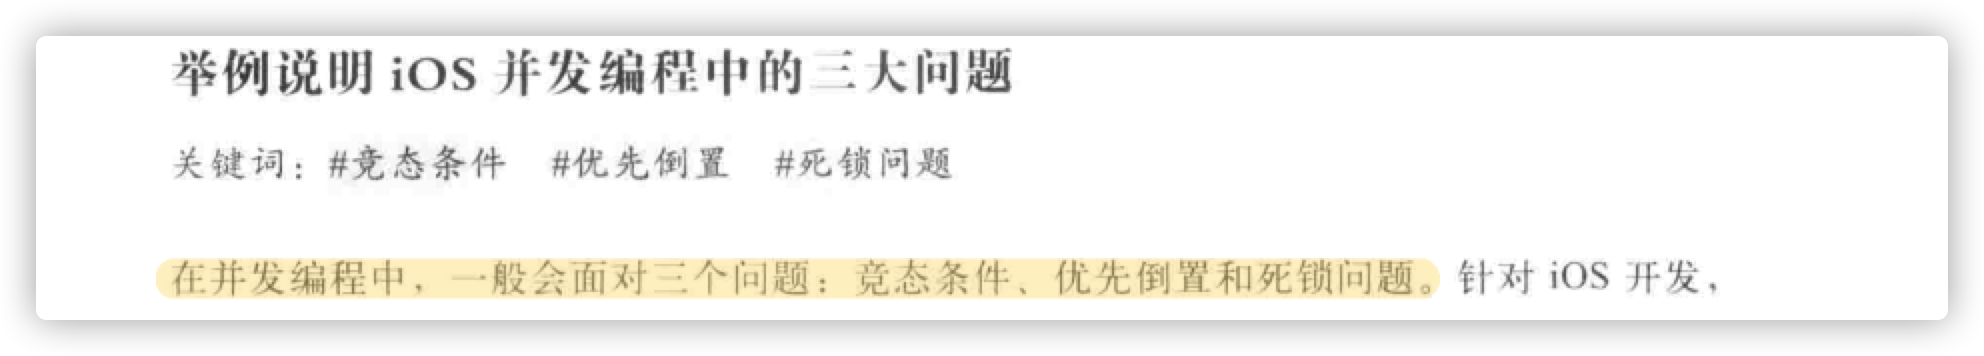 举例说明 iOS 并发编程中的三大问题
关键词：#竞态条件 #优先倒置 #死锁问题
在并发编程中，一般会面对三个问题：竞态条件、优先倒置和死锁问题。针对 iOS 开发，